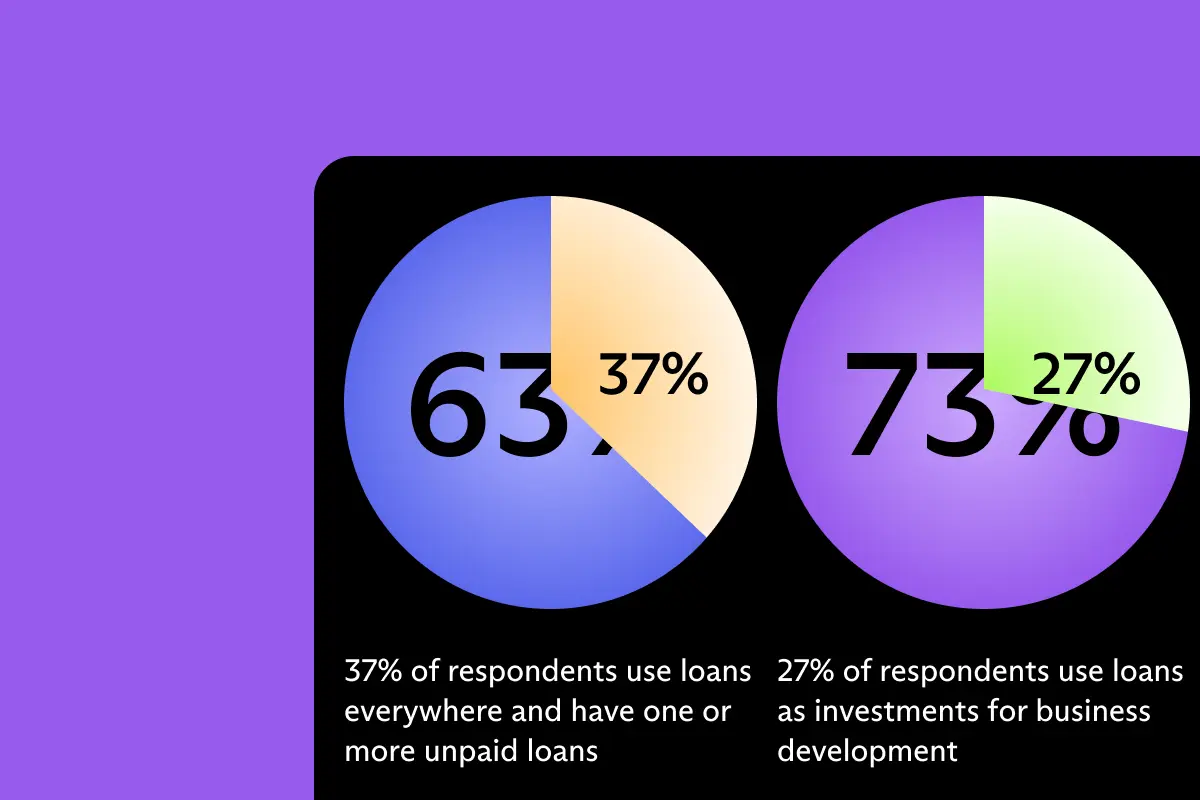 63%
37%
73%
27%
37% of respondents use loans
everywhere and have one or
more unpaid loans
27% of respondents use loans
as investments for business
development